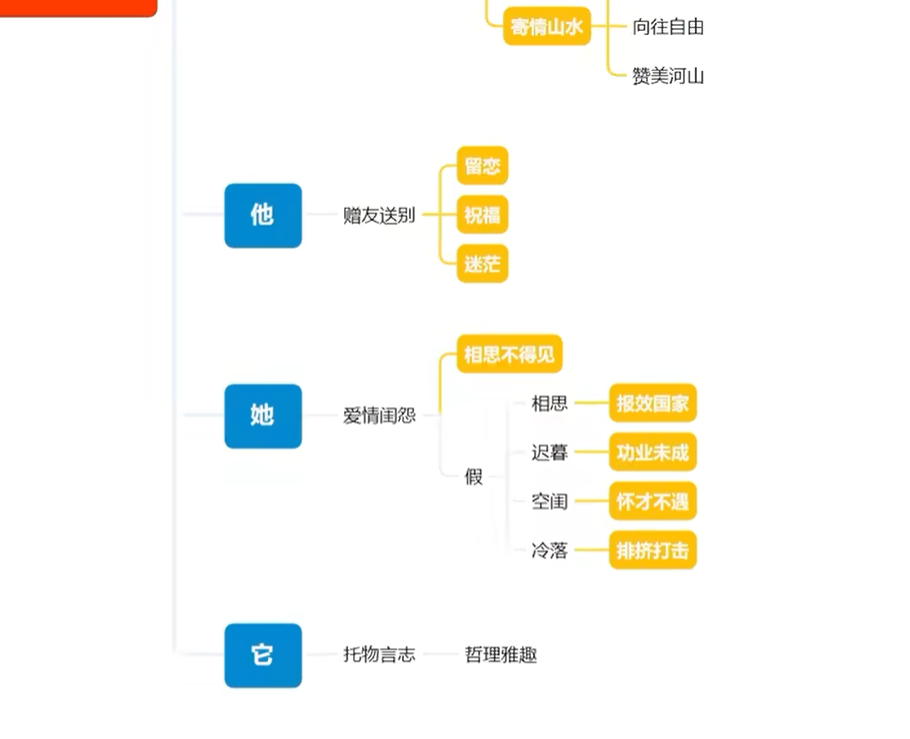 寄情山水
向往自由
赞美河山
他
赠友送别
留恋
祝福
迷茫
她
爱情闺怨
相思不得见
假
相思
报效国家
迟暮
功业未成
空闺
怀才不遇
冷落
排挤打击
它
托物言志
哲理雅趣